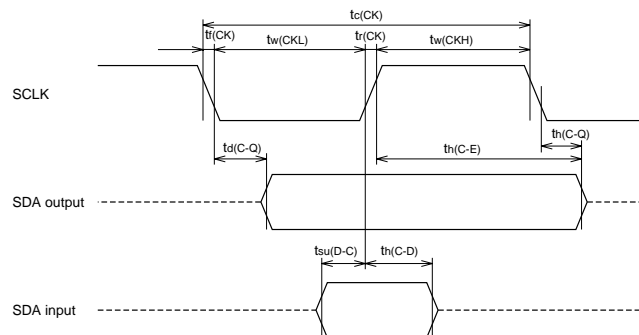 tc(CK)
tf(CK) tw(CKL) tr(CK) tw(CKH)
SCLK
td(C-Q) th(C-E) th(C-Q)
SDA output
tsu(D-C) th(C-D)
SDA input